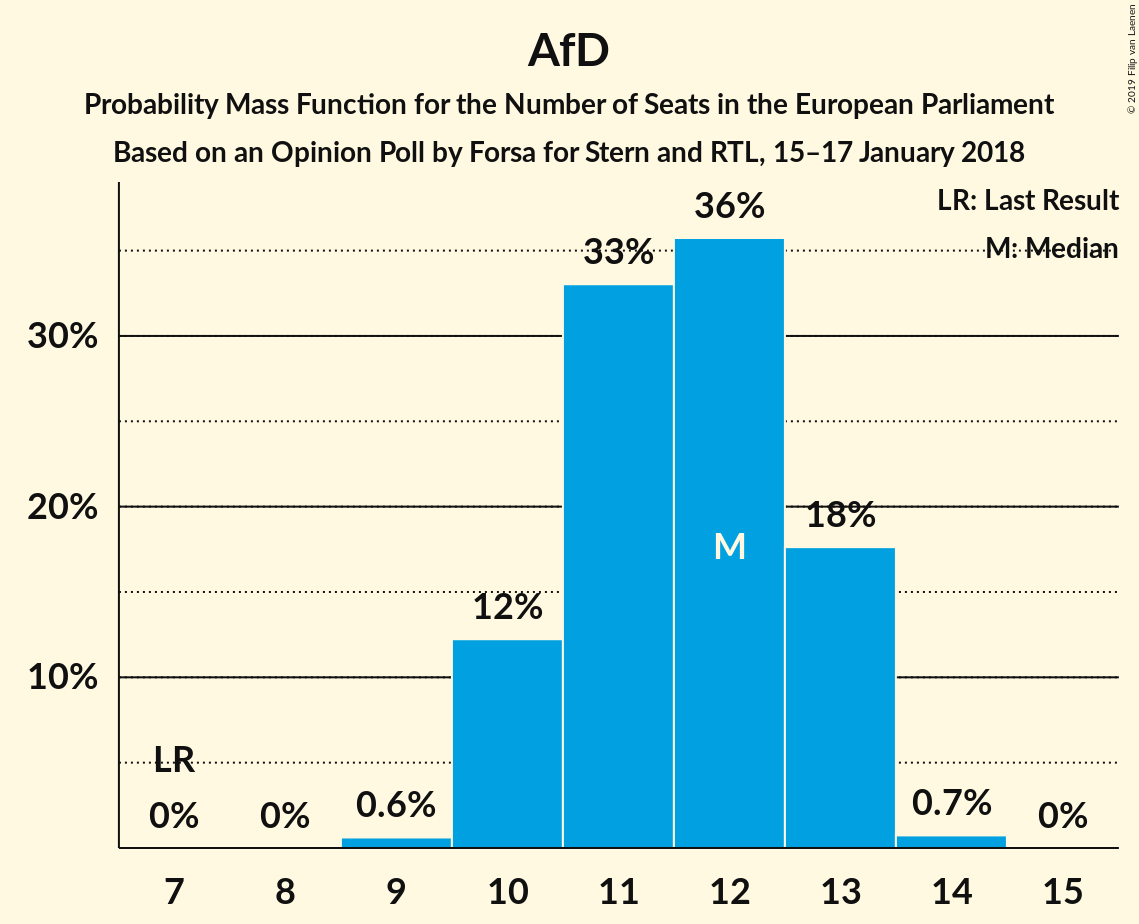 AfD
Probability Mass Function for the Number of Seats in the European Parliament
Based on an Opinion Poll by Forsa for Stern and RTL, 15–17 January 2018
© 2019 Filip van Laenen
LR: Last Result
M: Median
36%
33%
30%
20%
18%
M
12%
10%
LR
0%
0%
0.6%
0.7%
0%
7 8 9 10 11 12 13 14 15